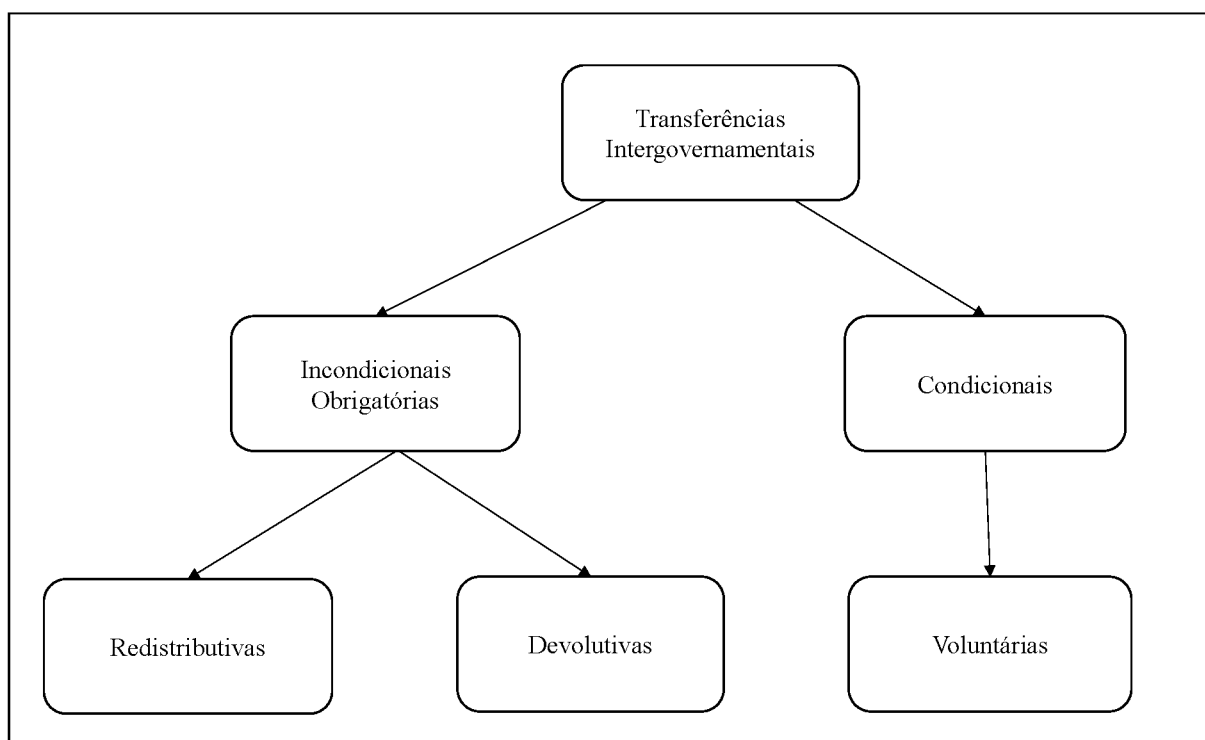 Transferências
Intergovernamentais
Incondicionais
Obrigatórias
Condicionais
Redistributivas
Devolutivas
Voluntárias